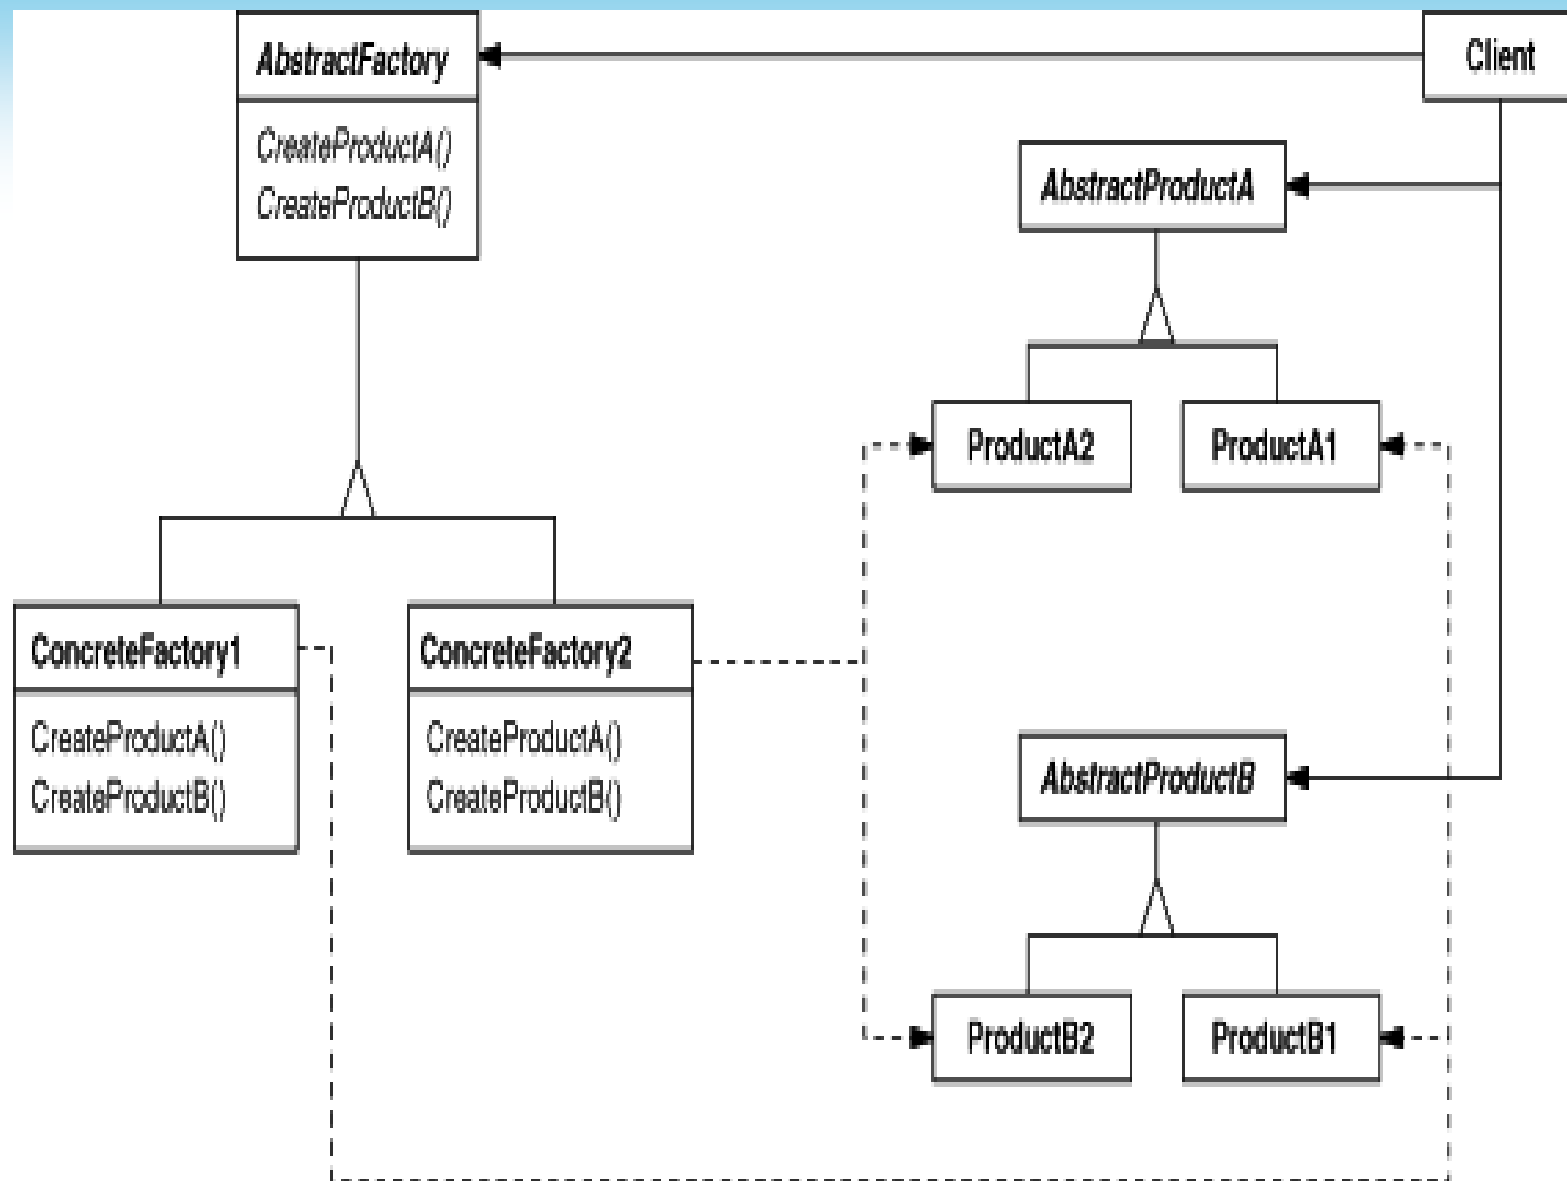 AbstractFactory
CreateProductA()
CreateProductB()
Client
AbstractProductA
ProductA2
ProductA1
ConcreteFactory1
CreateProductA()
CreateProductB()
ConcreteFactory2
CreateProductA()
CreateProductB()
AbstractProductB
ProductB2
ProductB1